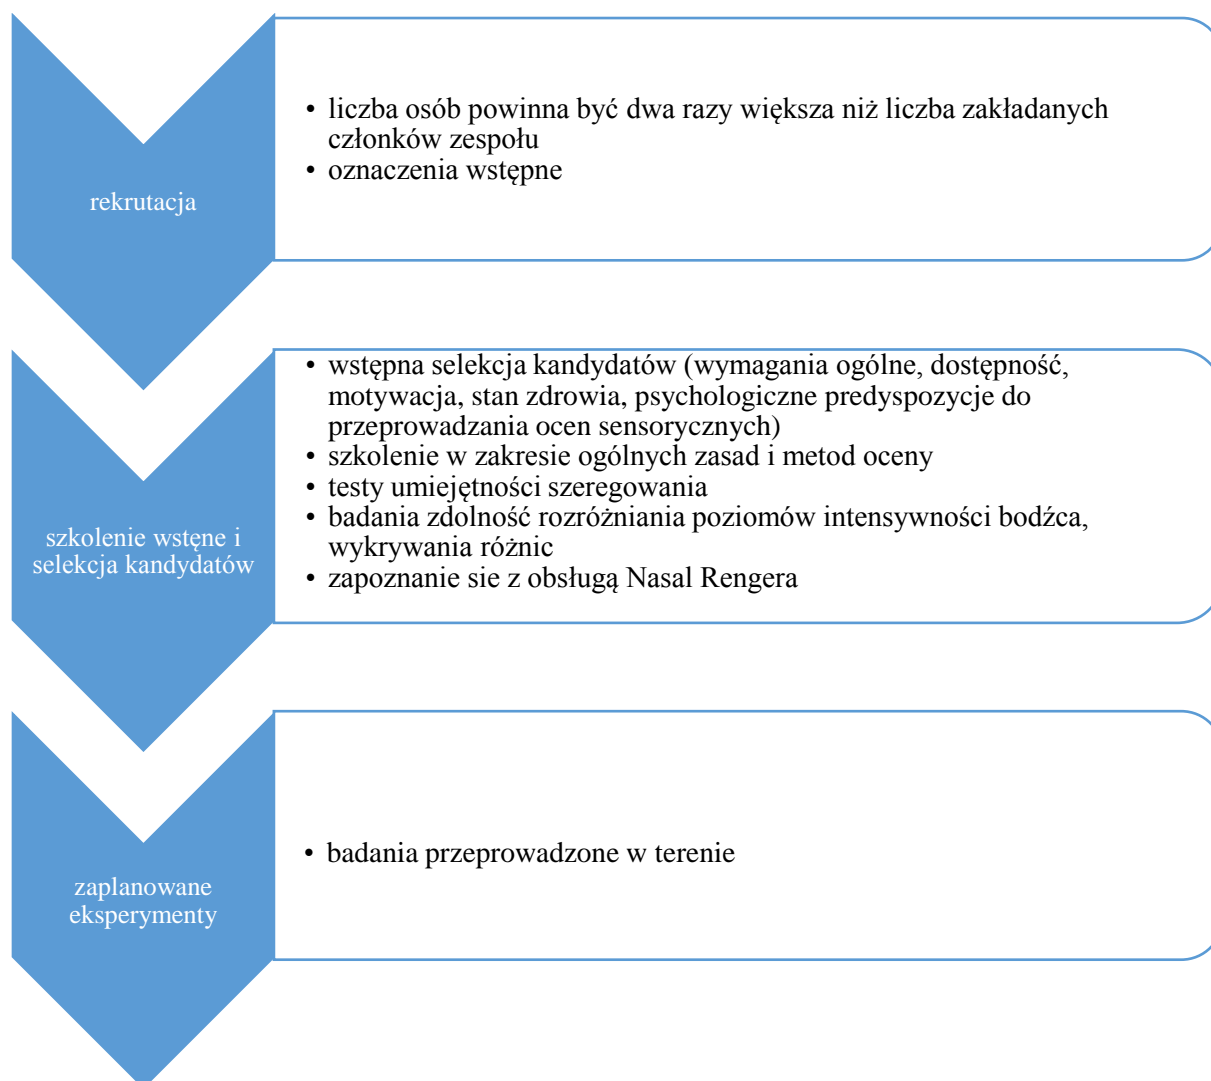 rekrutacja
• liczba osób powinna być dwa razy większa niż liczba zakładanych
członków zespołu
• oznaczenia wstępne
szkolenie wstęne i
selekcja kandydatów
• wstępna selekcja kandydatów (wymagania ogólne, dostępność,
motywacja, stan zdrowia, psychologiczne predyspozycje do
przeprowadzania ocen sensorycznych)
• szkolenie w zakresie ogólnych zasad i metod oceny
• testy umiejętności szeregowania
• badania zdolność rozróżniania poziomów intensywności bodźca,
wykrywania różnic
• zapoznanie sie z obsługą Nasal Rengera
zaplanowane
eksperymenty
• badania przeprowadzone w terenie